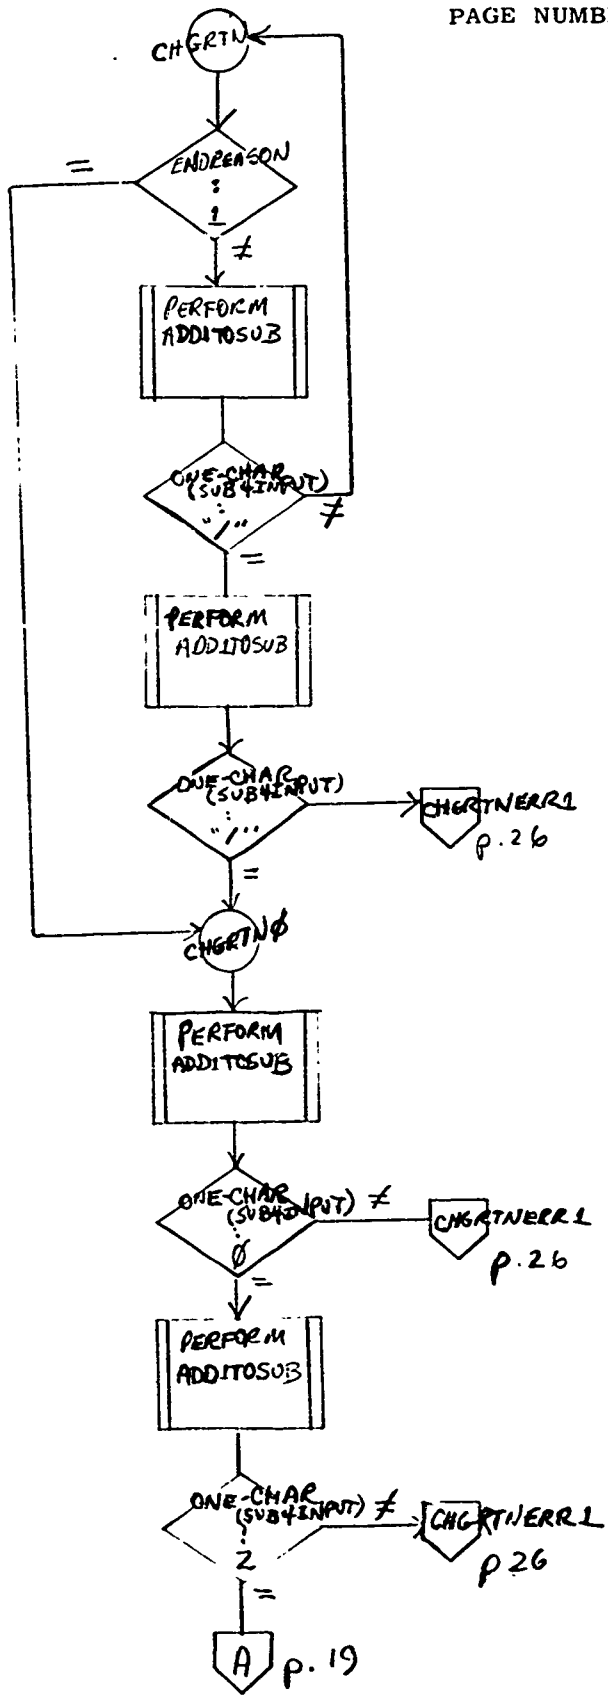 PAGE NUMB
CHGRTN
=
ENDREASON
:
1
≠
PERFORM
ADD1TOSUB
ONE-CHAR
(SUB4INPUT)
:
"/"
≠
=
PERFORM
ADD1TOSUB
ONE-CHAR
(SUB4INPUT)
:
"/"
CHGRTNERR1
p.26
=
CHGRTNØ
PERFORM
ADD1TOSUB
ONE-CHAR
(SUB4INPUT) ≠
:
Ø
CHGRTNERR1
p.26
=
PERFORM
ADD1TOSUB
ONE-CHAR
(SUB4INPUT) ≠
:
2
CHGRTNERR1
p 26
=
A p. 19